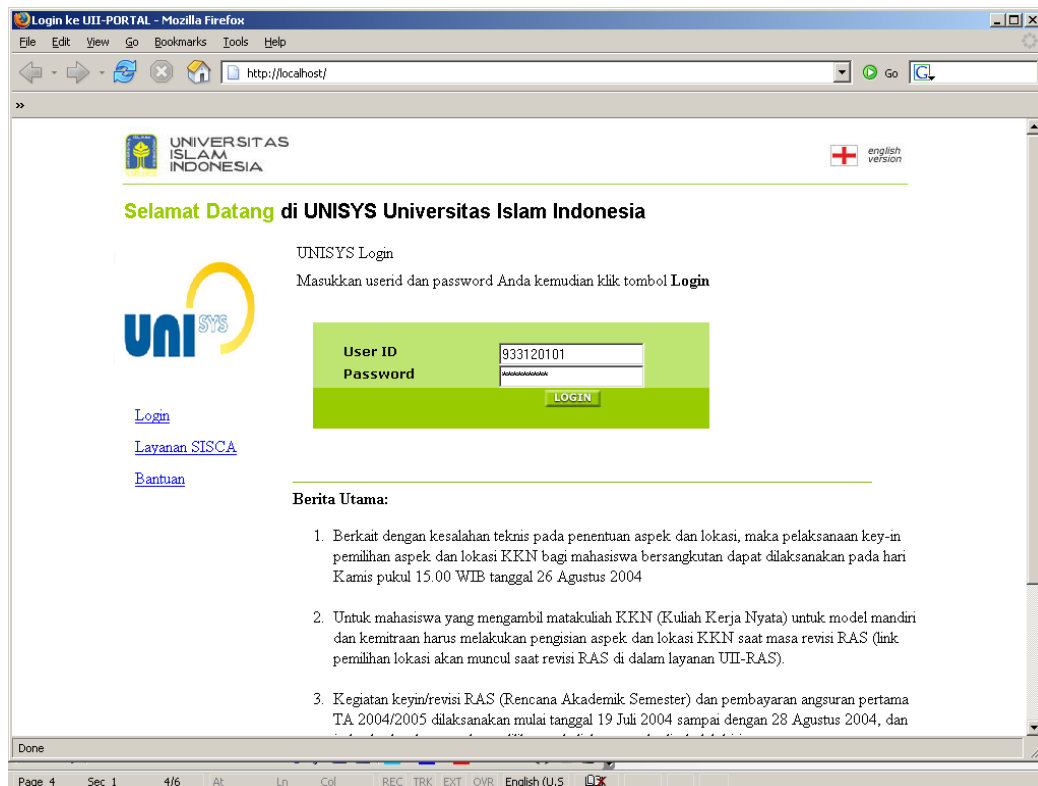 Login ke UII-PORTAL - Mozilla Firefox
File Edit View Go Bookmarks Tools Help
http://localhost/ Go G
»
UNIVERSITAS
ISLAM
INDONESIA
english
version
Selamat Datang di UNISYS Universitas Islam Indonesia
UNISYS Login
Masukkan userid dan password Anda kemudian klik tombol Login
UNI SYS
User ID 933120101
Password *********
LOGIN
Login
Layanan SISCA
Bantuan
Berita Utama:
1. Berkait dengan kesalahan teknis pada penentuan aspek dan lokasi, maka pelaksanaan key-in
pemilihan aspek dan lokasi KKN bagi mahasiswa bersangkutan dapat dilaksanakan pada hari
Kamis pukul 15.00 WIB tanggal 26 Agustus 2004
2. Untuk mahasiswa yang mengambil matakuliah KKN (Kuliah Kerja Nyata) untuk model mandiri
dan kemitraan harus melakukan pengisian aspek dan lokasi KKN saat masa revisi RAS (link
pemilihan lokasi akan muncul saat revisi RAS di dalam layanan UII-RAS).
3. Kegiatan keyin/revisi RAS (Rencana Akademik Semester) dan pembayaran angsuran pertama
TA 2004/2005 dilaksanakan mulai tanggal 19 Juli 2004 sampai dengan 28 Agustus 2004, dan
Done
Page 4 Sec 1 4/6 At Ln Col REC TRK EXT OVR English (U.S